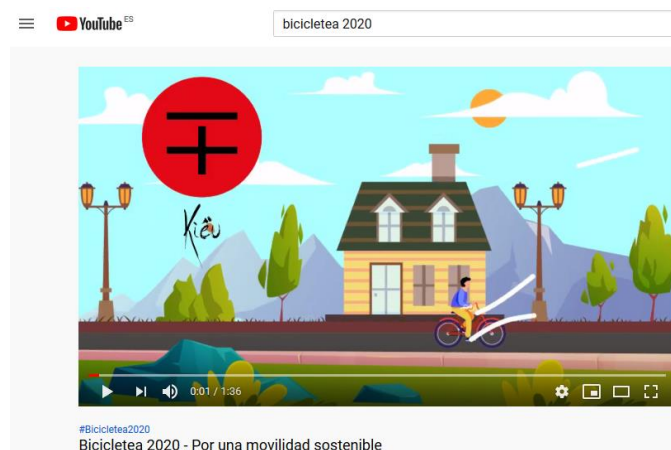 YouTube ES
bicicletea 2020
Kiều
0:01 / 1:36
#Bicicletea2020
Bicicletea 2020 - Por una movilidad sostenible